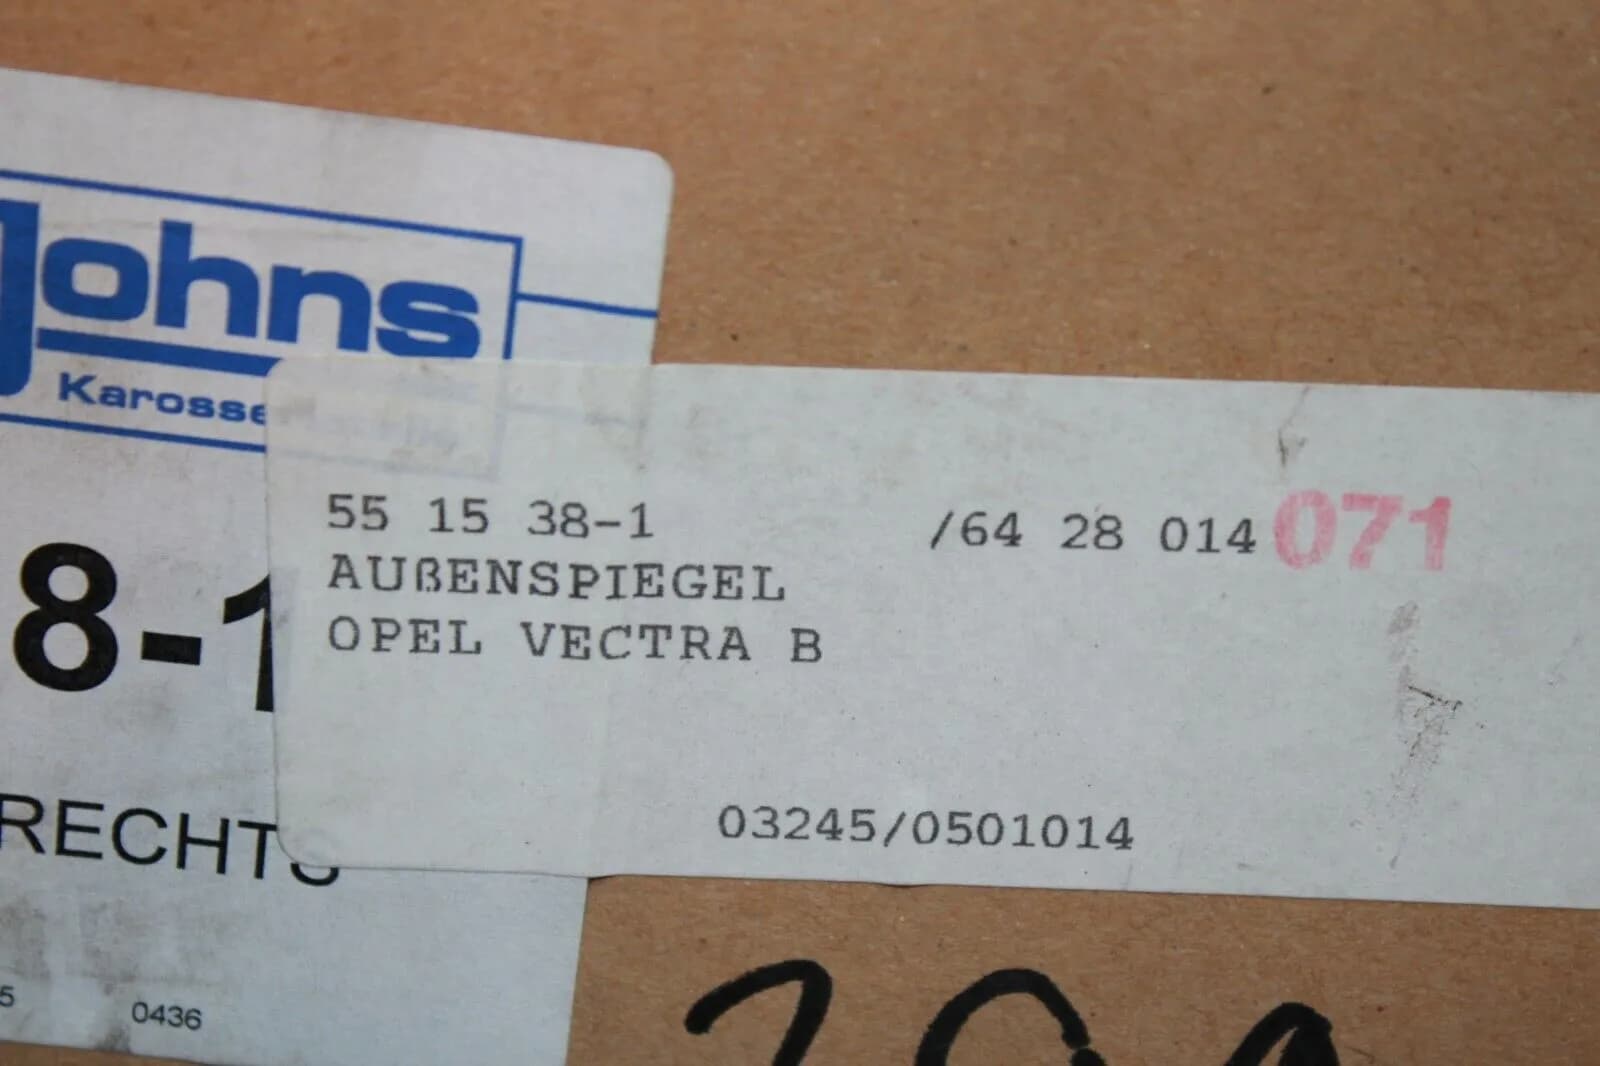 Johns
Karosse
8-1
RECHTS
5
0436
55 15 38-1 /64 28 014 071
AUßENSPIEGEL
OPEL VECTRA B
03245/0501014